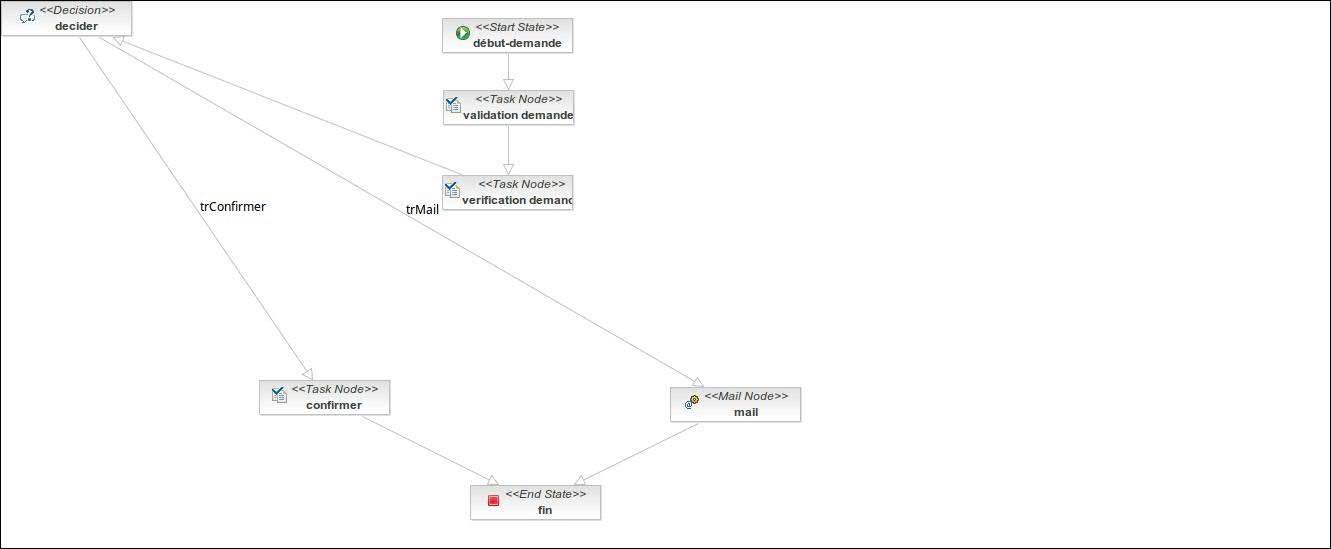 <<Decision>>
decider
<<Start State>>
début-demande
<<Task Node>>
validation demande
<<Task Node>>
verification demand
trConfirmer
trMail
<<Task Node>>
confirmer
<<Mail Node>>
mail
<<End State>>
fin